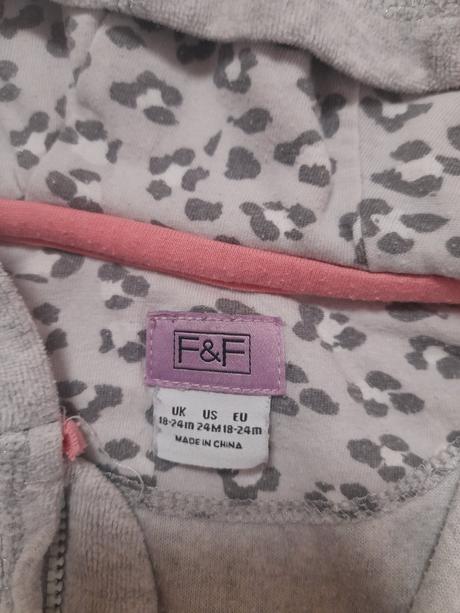 F&F
UK US EU
18-24m 24M 18-24m
MADE IN CHINA